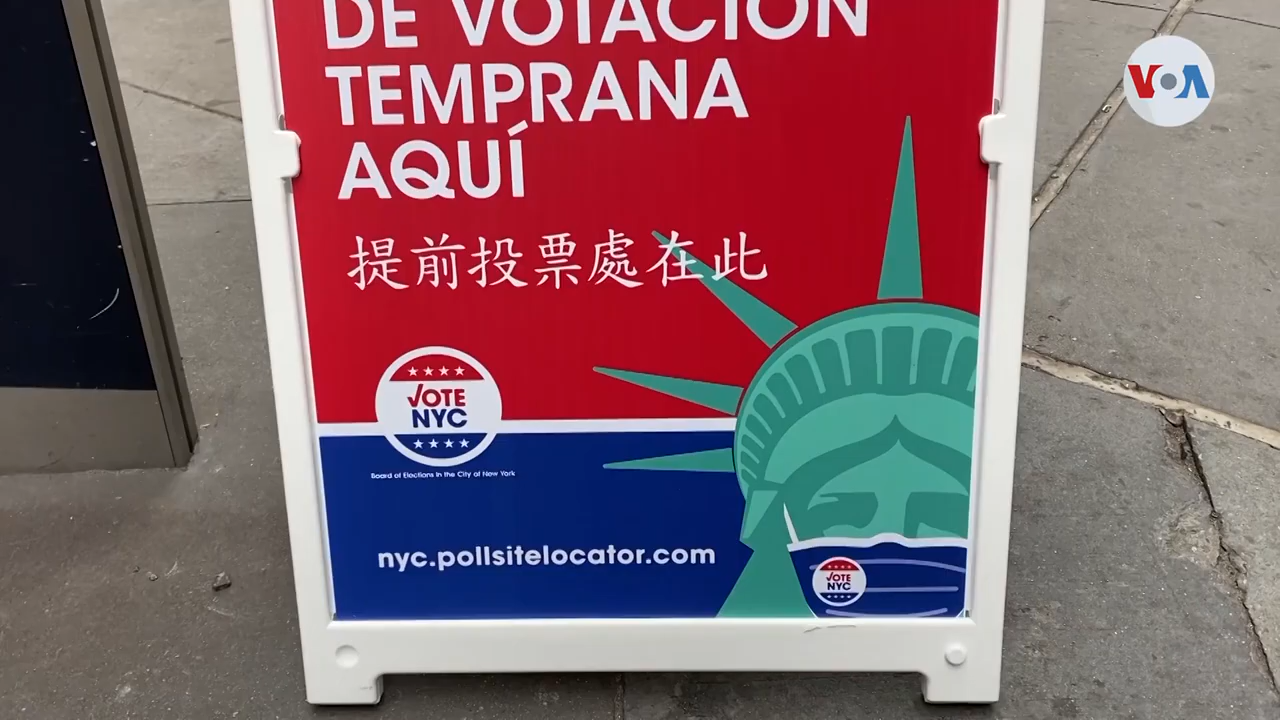 DE VOTACIÓN
TEMPRANA
AQUÍ
提前投票處在此
VOTE
NYC
Board of Elections in the City of New York
nyc.pollsitelocator.com
VOTE
NYC
VOA